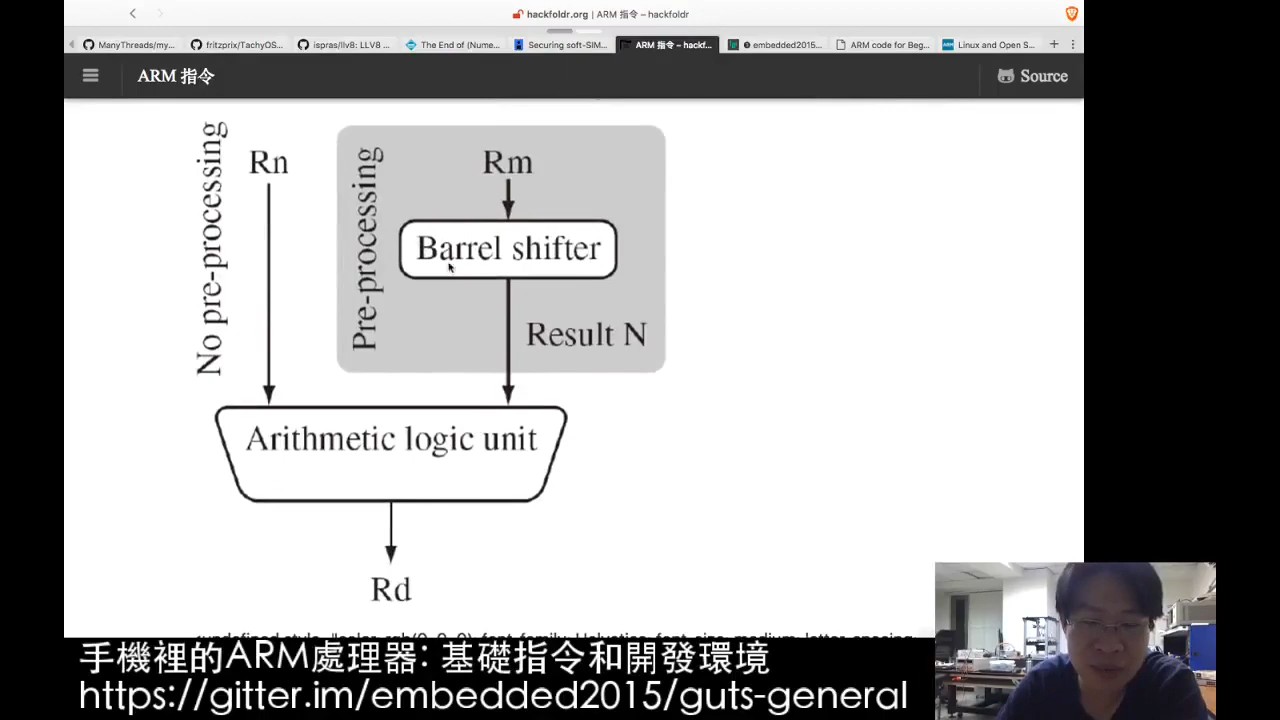 hackfoldr.org | ARM 指令 – hackfoldr
ManyThreads/my... fritzprix/TachyOS... ispras/llv8: LLV8 ... The End of (Nume... Securing soft-SIM... ARM 指令 – hackf... embedded2015... ARM code for Beg... Linux and Open S...
ARM 指令
Source
No pre-processing
Rn
Pre-processing
Rm
Barrel shifter
Result N
Arithmetic logic unit
Rd
手機裡的ARM處理器: 基礎指令和開發環境
https://gitter.im/embedded2015/guts-general